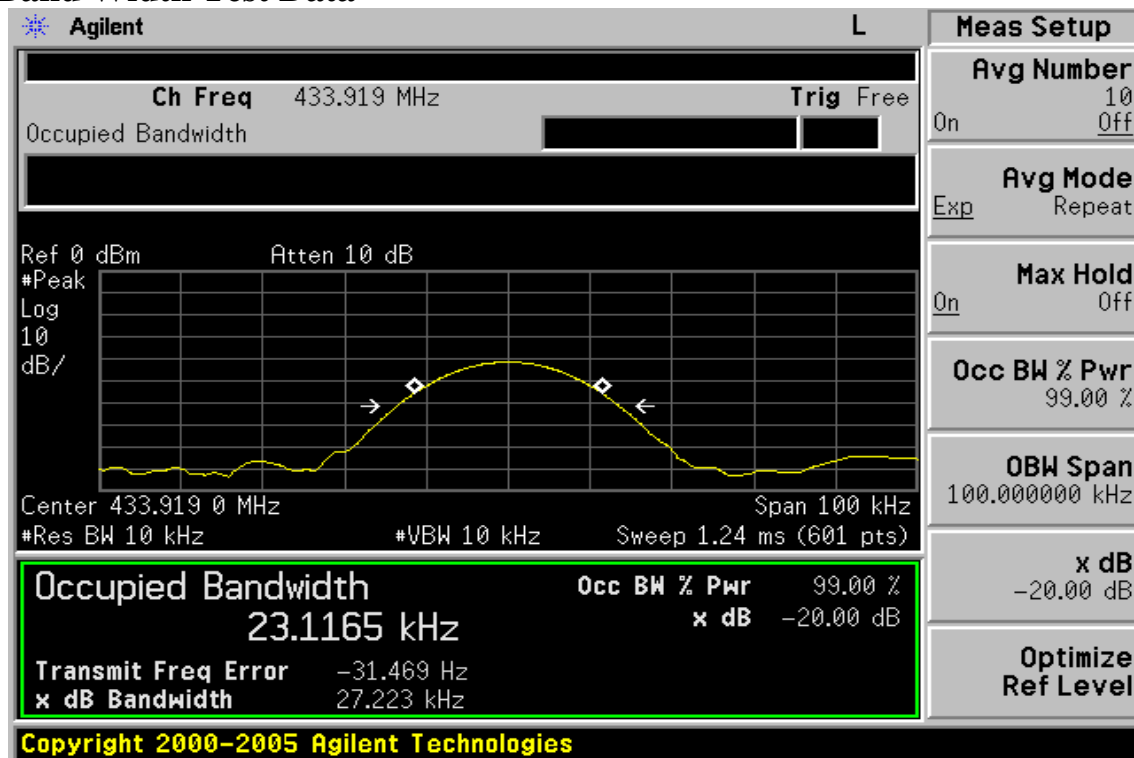 Band Width Test Data
Agilent L
Ch Freq 433.919 MHz Trig Free
Occupied Bandwidth
Ref 0 dBm Atten 10 dB
#Peak
Log
10
dB/
Center 433.919 0 MHz Span 100 kHz
#Res BW 10 kHz #VBW 10 kHz Sweep 1.24 ms (601 pts)
Occupied Bandwidth Occ BW % Pwr 99.00 %
23.1165 kHz x dB -20.00 dB
Transmit Freq Error -31.469 Hz
x dB Bandwidth 27.223 kHz
Copyright 2000-2005 Agilent Technologies
Meas Setup
Avg Number
10
On Off
Avg Mode
Exp Repeat
Max Hold
On Off
Occ BW % Pwr
99.00 %
OBW Span
100.000000 kHz
x dB
-20.00 dB
Optimize
Ref Level